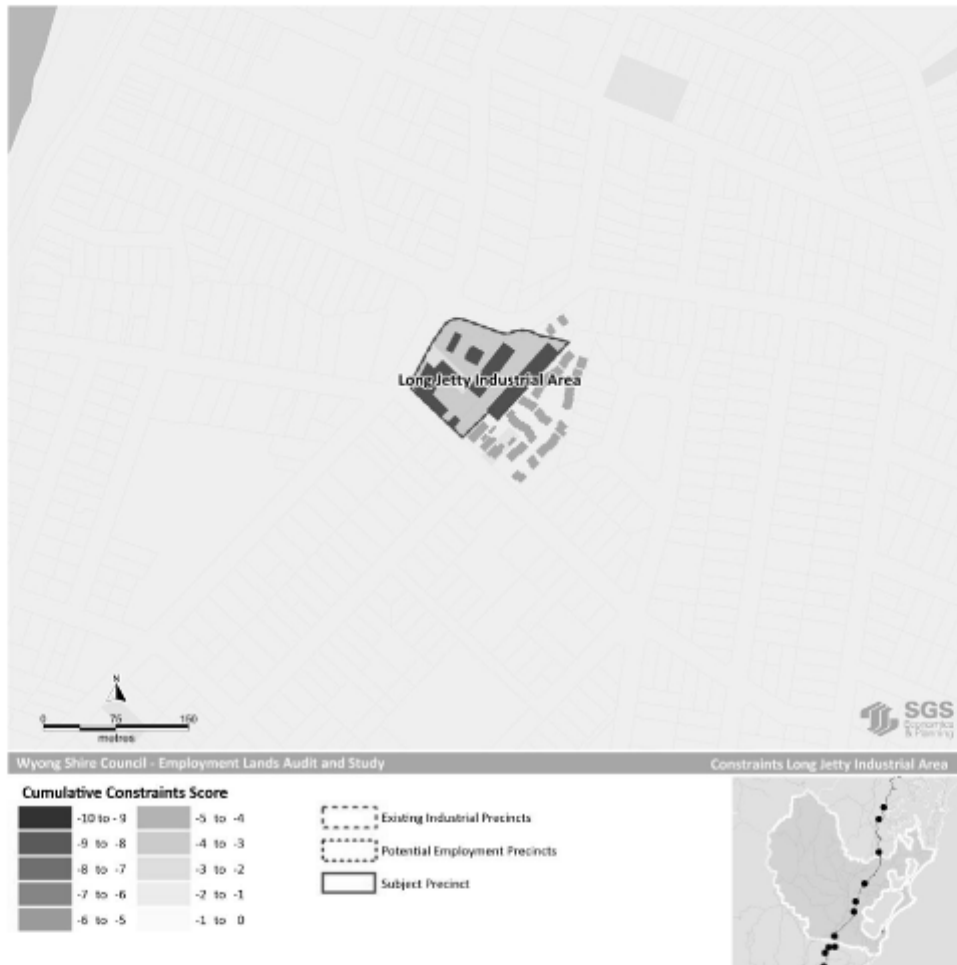 Long Jetty Industrial Area
N
0 75 150
metres
SGS
Economics
& Planning
Wyong Shire Council - Employment Lands Audit and Study
Constraints Long Jetty Industrial Area
Cumulative Constraints Score
-10 to -9
-9 to -8
-8 to -7
-7 to -6
-6 to -5
-5 to -4
-4 to -3
-3 to -2
-2 to -1
-1 to 0
Existing Industrial Precincts
Potential Employment Precincts
Subject Precinct